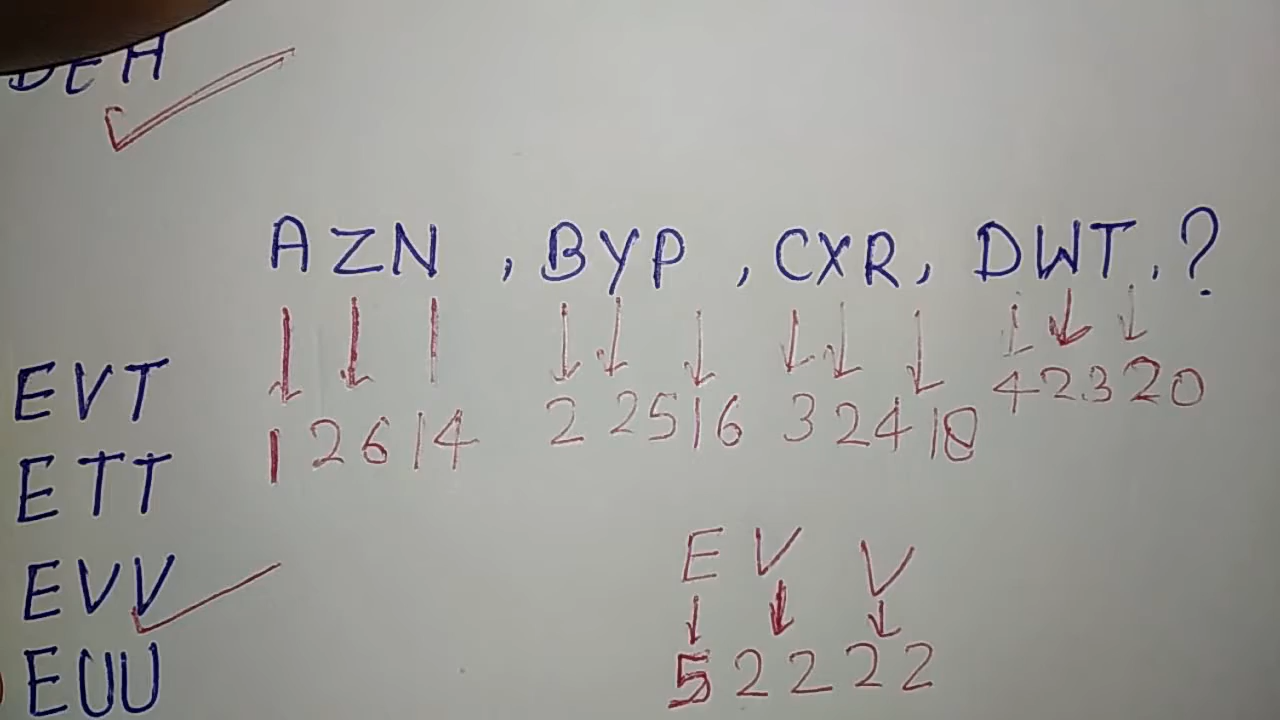 DEH
AZN , BYP , CXR , DWT . ?
1 26 14 2 25 16 3 24 18 4 23 20
EVT
ETT
EVV
EUU
E V V
5 22 22